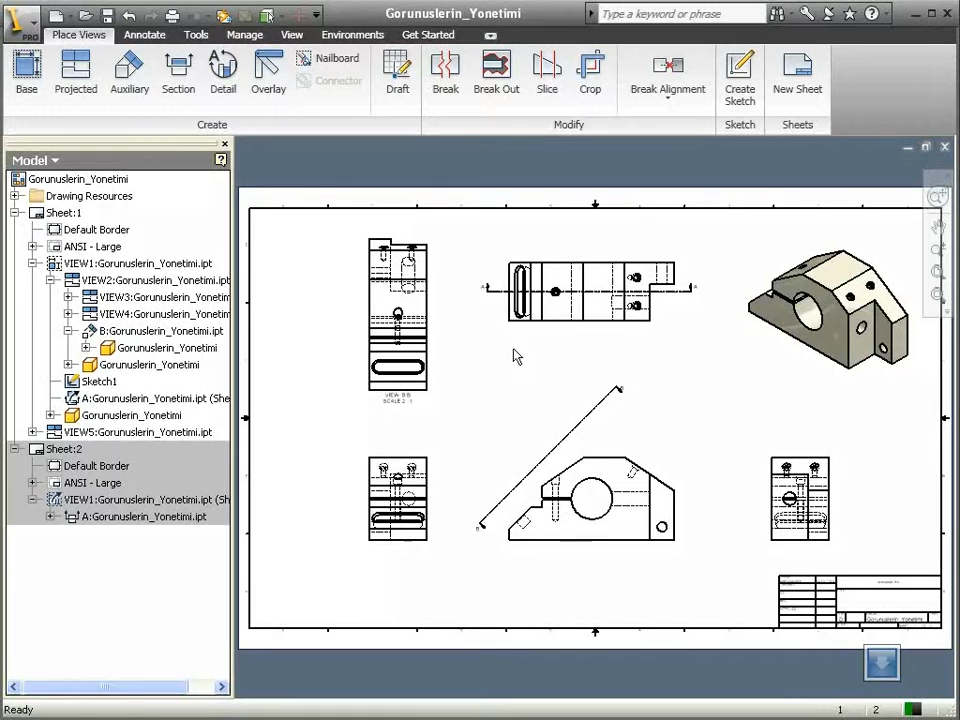 Gorunuslerin_Yonetimi
Type a keyword or phrase
PRO
Place Views Annotate Tools Manage View Environments Get Started
Base Projected Auxiliary Section Detail Overlay
Nailboard
Connector
Draft Break Break Out Slice Crop Break Alignment Create Sketch New Sheet
Create Modify Sketch Sheets
Model
Gorunuslerin_Yonetimi
Drawing Resources
Sheet:1
Default Border
ANSI - Large
VIEW1:Gorunuslerin_Yonetimi.ipt
VIEW2:Gorunuslerin_Yonetimi.ipt
VIEW3:Gorunuslerin_Yonetimi
VIEW4:Gorunuslerin_Yonetimi
B:Gorunuslerin_Yonetimi.ipt
Gorunuslerin_Yonetimi
Gorunuslerin_Yonetimi
Sketch1
A:Gorunuslerin_Yonetimi.ipt (She
Gorunuslerin_Yonetimi
VIEW5:Gorunuslerin_Yonetimi.ipt
Sheet:2
Default Border
ANSI - Large
VIEW1:Gorunuslerin_Yonetimi.ipt (Sh
A:Gorunuslerin_Yonetimi.ipt
Gorunuslerin_Yonetimi
Ready
1 2